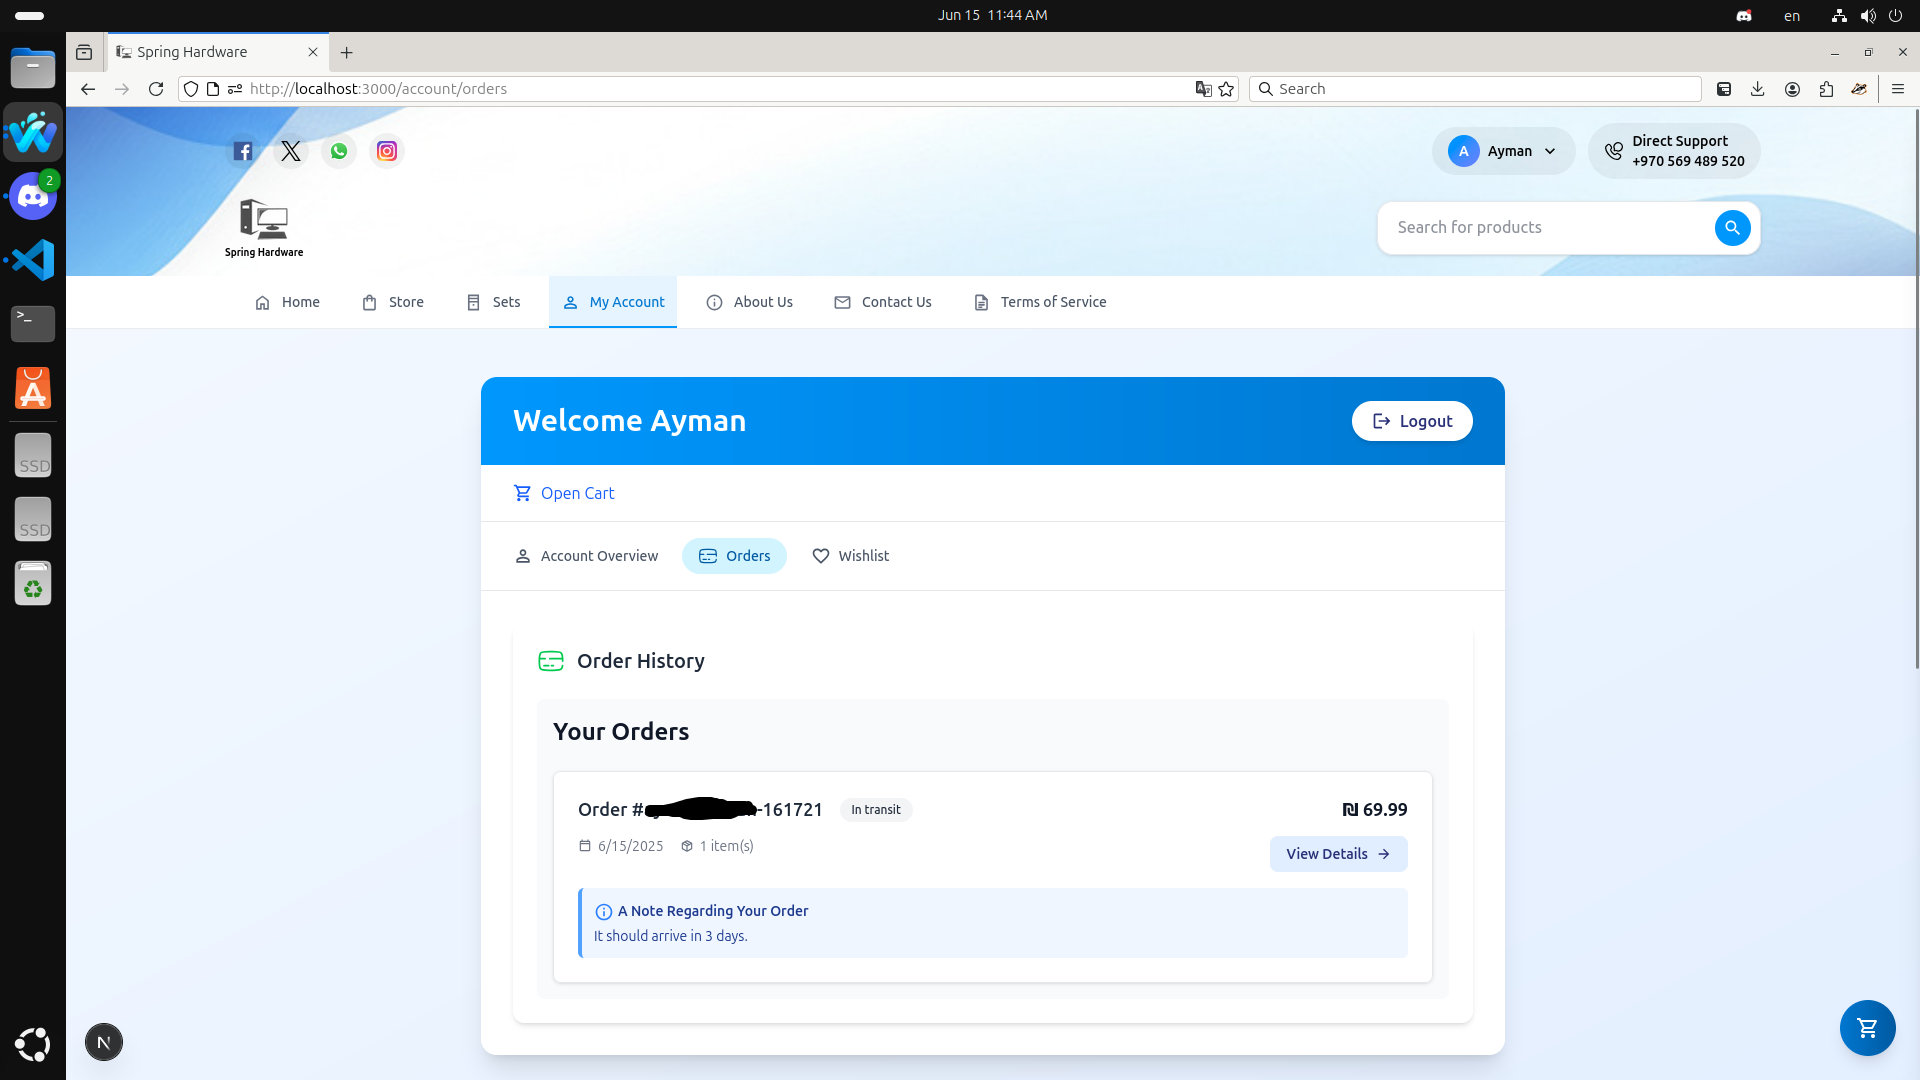 Jun 15 11:44 AM
en
Spring Hardware
http://localhost:3000/account/orders
Search
2
A Ayman
Direct Support
+970 569 489 520
Spring Hardware
Search for products
Home
Store
Sets
My Account
About Us
Contact Us
Terms of Service
Welcome Ayman
Logout
Open Cart
Account Overview
Orders
Wishlist
Order History
Your Orders
Order #
-161721
In transit
₪ 69.99
6/15/2025
1 item(s)
View Details
A Note Regarding Your Order
It should arrive in 3 days.
>_
A
SSD
SSD
N